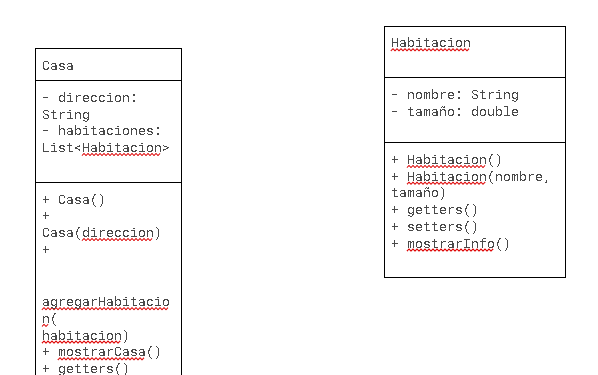 Casa
- direccion:
String
- habitaciones:
List<Habitacion>
+ Casa()
+
Casa(direccion)
+
agregarHabitacio
n(
habitacion)
+ mostrarCasa()
+ getters()
Habitacion
- nombre: String
- tamaño: double
+ Habitacion()
+ Habitacion(nombre,
tamaño)
+ getters()
+ setters()
+ mostrarInfo()